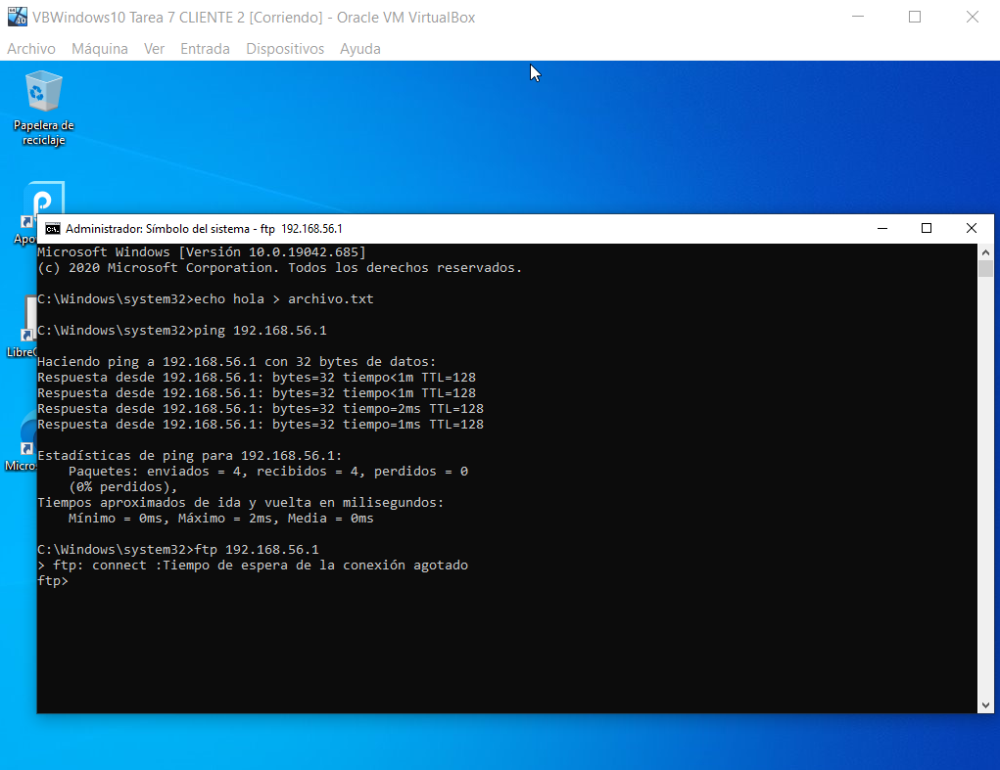 VBWindows10 Tarea 7 CLIENTE 2 [Corriendo] - Oracle VM VirtualBox
Archivo Máquina Ver Entrada Dispositivos Ayuda
Papelera de
reciclaje
Administrador: Símbolo del sistema - ftp 192.168.56.1
Microsoft Windows [Versión 10.0.19042.685]
(c) 2020 Microsoft Corporation. Todos los derechos reservados.
C:\Windows\system32>echo hola > archivo.txt
C:\Windows\system32>ping 192.168.56.1
Haciendo ping a 192.168.56.1 con 32 bytes de datos:
Respuesta desde 192.168.56.1: bytes=32 tiempo<1m TTL=128
Respuesta desde 192.168.56.1: bytes=32 tiempo<1m TTL=128
Respuesta desde 192.168.56.1: bytes=32 tiempo=2ms TTL=128
Respuesta desde 192.168.56.1: bytes=32 tiempo=1ms TTL=128
Estadísticas de ping para 192.168.56.1:
Paquetes: enviados = 4, recibidos = 4, perdidos = 0
(0% perdidos),
Tiempos aproximados de ida y vuelta en milisegundos:
Mínimo = 0ms, Máximo = 2ms, Media = 0ms
C:\Windows\system32>ftp 192.168.56.1
> ftp: connect :Tiempo de espera de la conexión agotado
ftp>